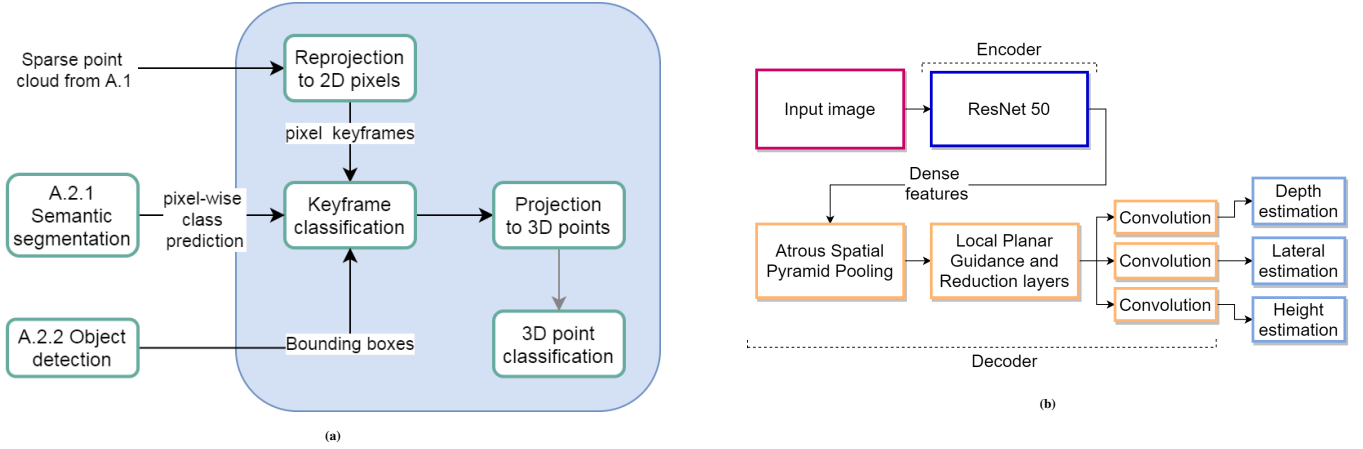 Sparse point
cloud from A.1
Reprojection
to 2D pixels
pixel keyframes
A.2.1
Semantic
segmentation
pixel-wise
class
prediction
Keyframe
classification
Projection
to 3D points
A.2.2 Object
detection
Bounding boxes
3D point
classification
(a)
Encoder
Input image
ResNet 50
Dense
features
Atrous Spatial
Pyramid Pooling
Local Planar
Guidance and
Reduction layers
Convolution
Convolution
Convolution
Depth
estimation
Lateral
estimation
Height
estimation
Decoder
(b)